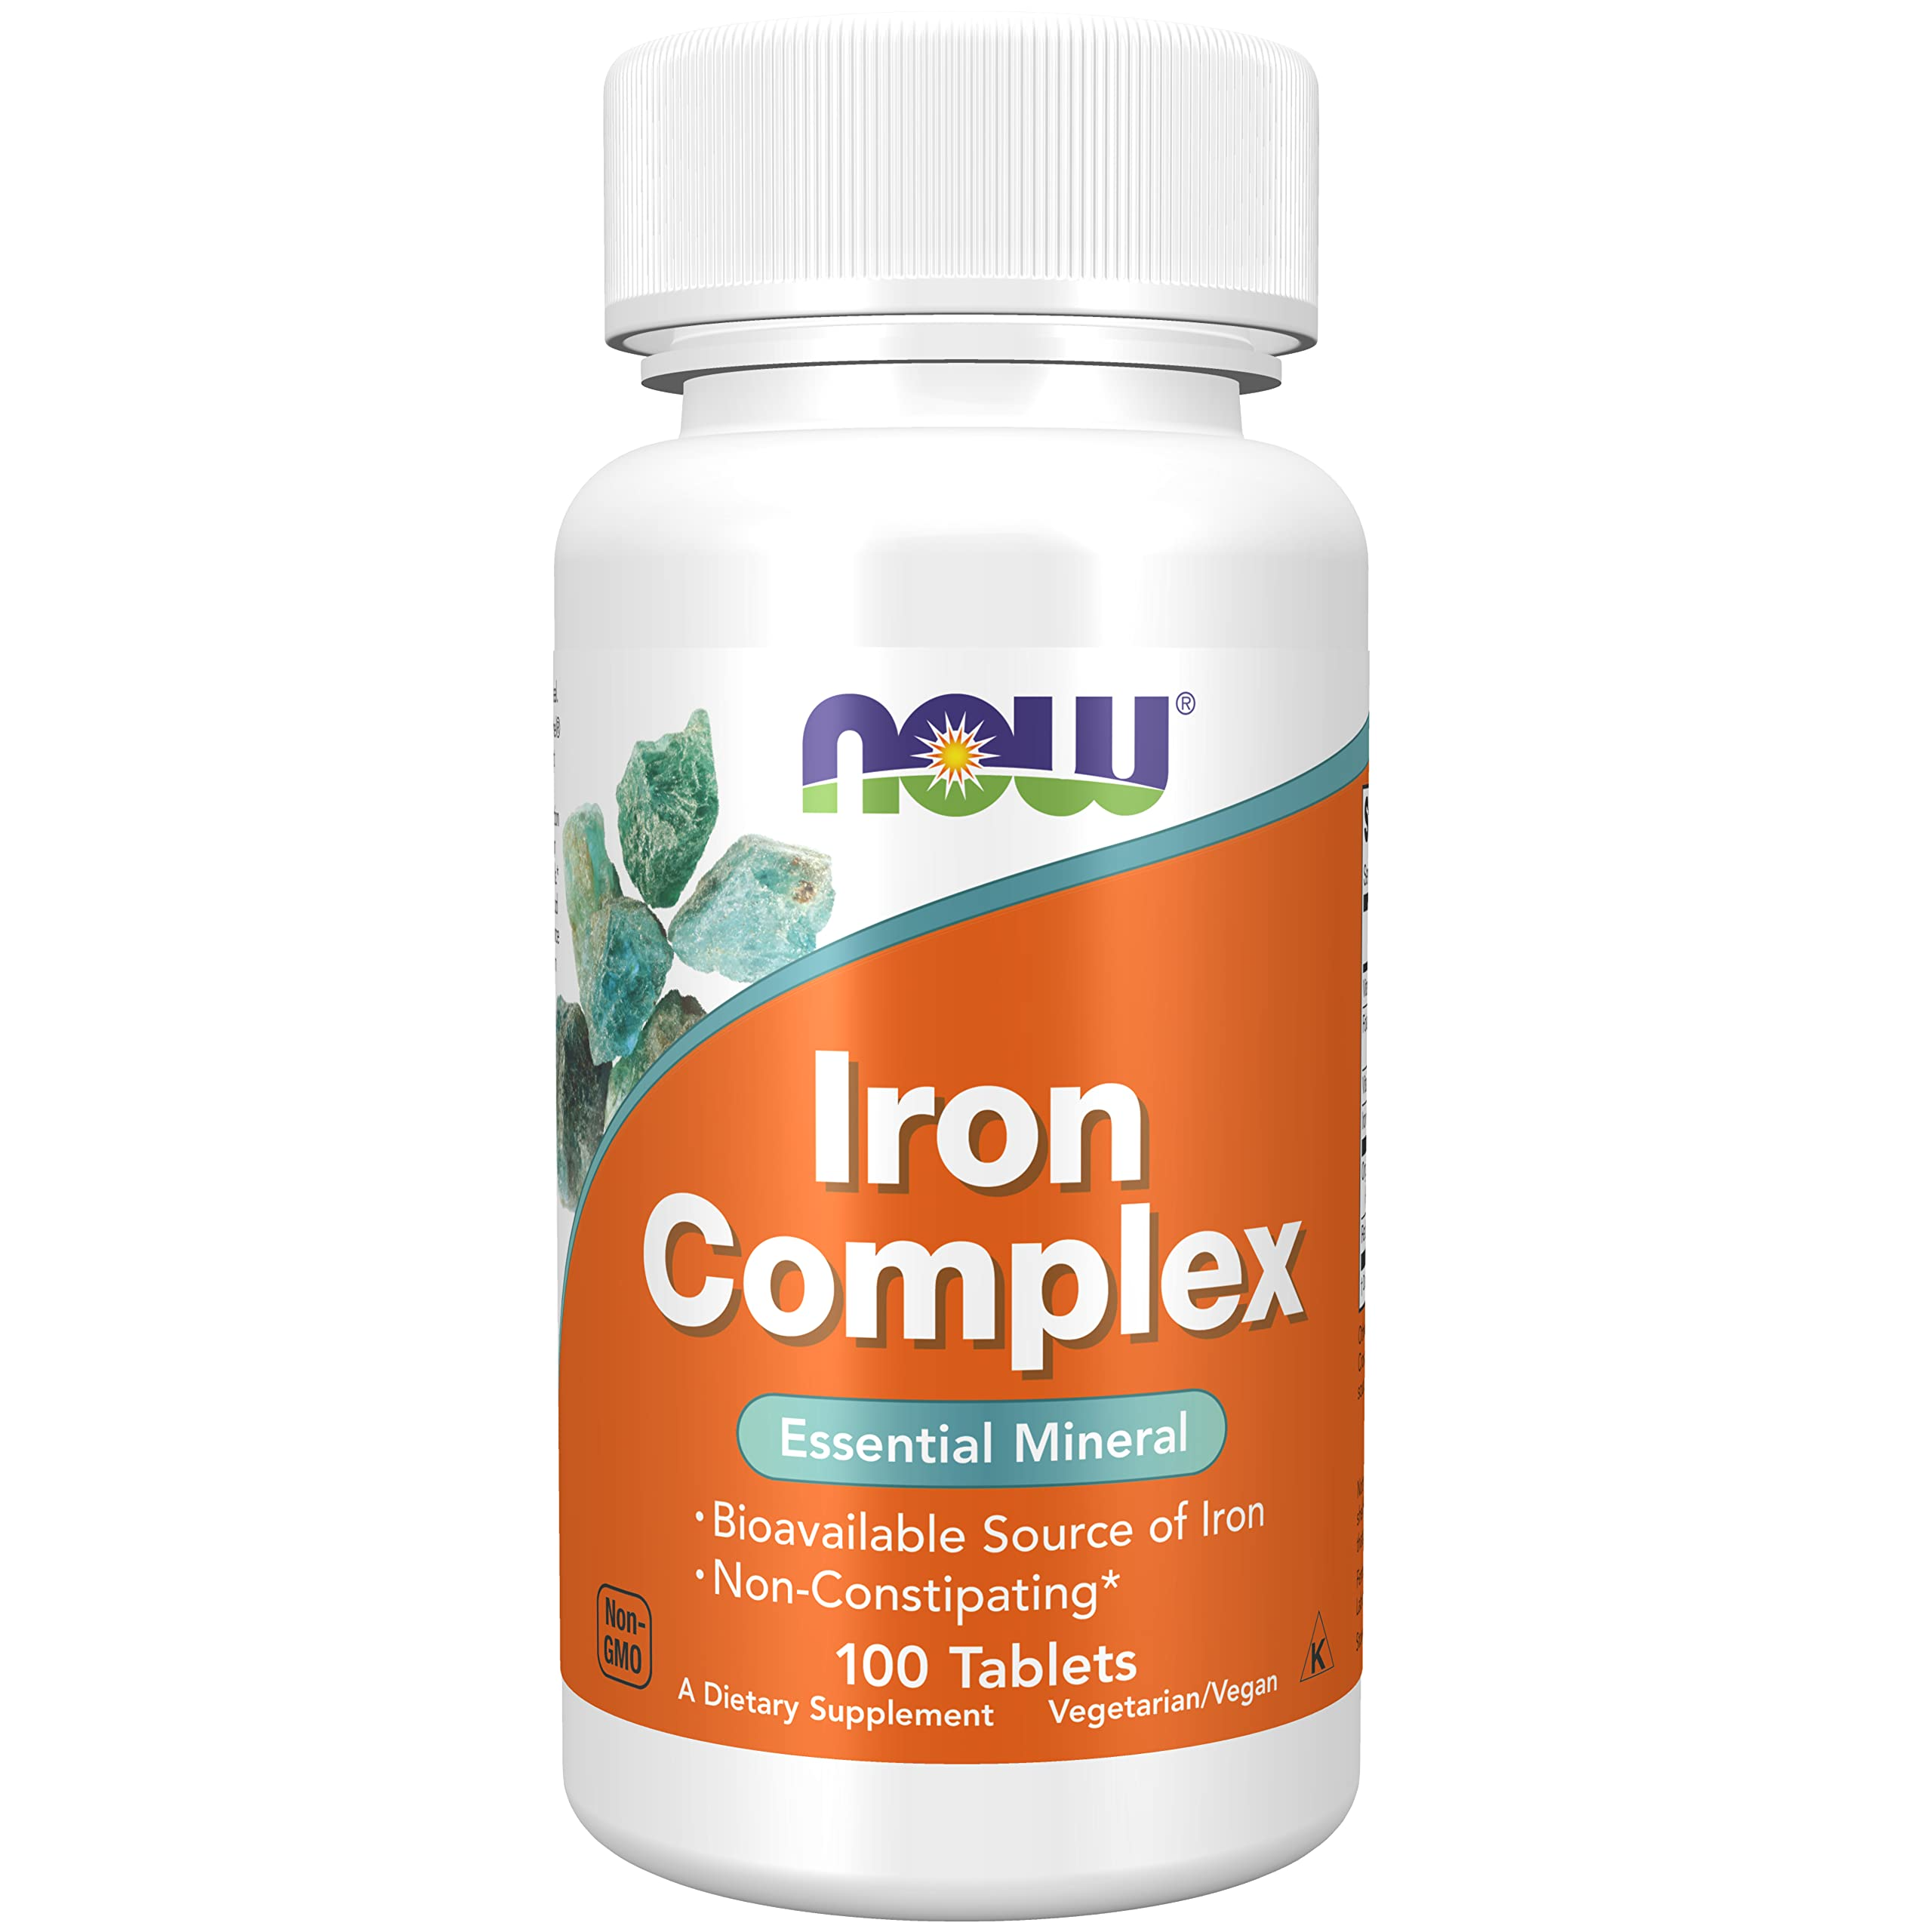 now®
Iron
Complex
Essential Mineral
• Bioavailable Source of Iron
• Non-Constipating*
Non-
GMO
100 Tablets
K
A Dietary Supplement Vegetarian/Vegan